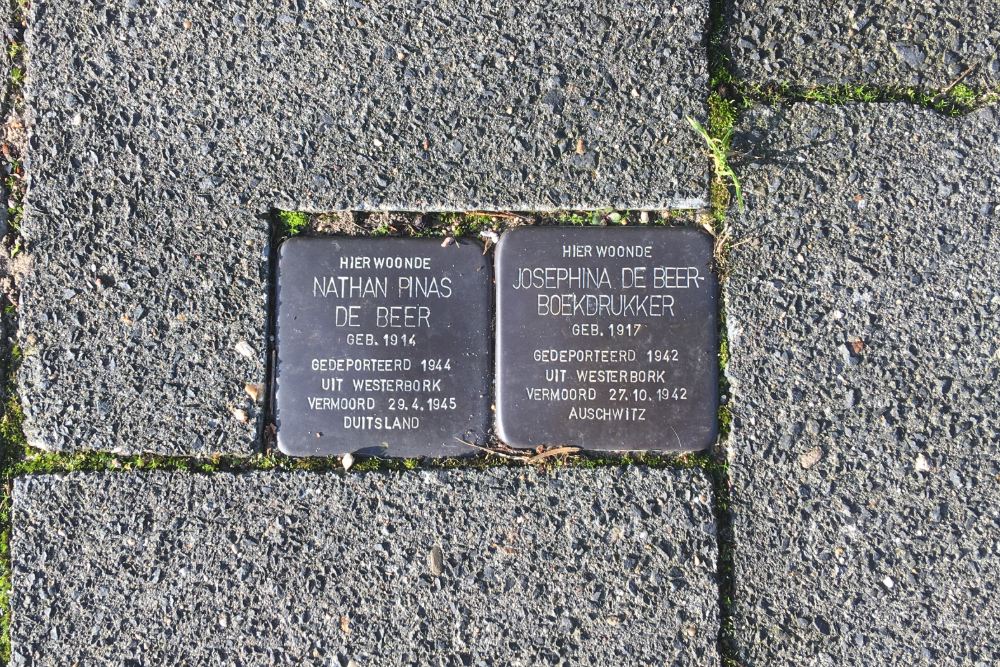 HIER WOONDE
NATHAN PINAS
DE BEER
GEB. 1914
GEDEPORTEERD 1944
UIT WESTERBORK
VERMOORD 29.4.1945
DUITSLAND
HIER WOONDE
JOSEPHINA DE BEER-
BOEKDRUKKER
GEB. 1917
GEDEPORTEERD 1942
UIT WESTERBORK
VERMOORD 27.10.1942
AUSCHWITZ